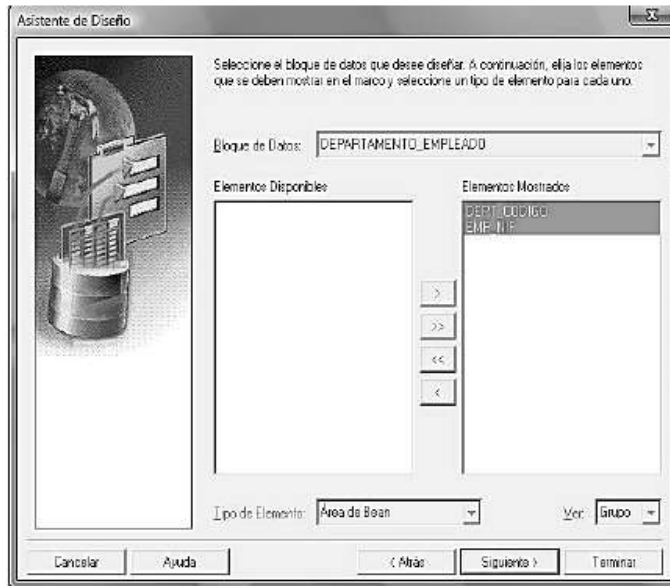 Asistente de Diseño
Seleccione el bloque de datos que desee diseñar. A continuación, elija los elementos
que se deben mostrar en el marco y seleccione un tipo de elemento para cada uno.
Bloque de Datos: DEPARTAMENTO_EMPLEADO
Elementos Disponibles Elementos Mostrados
DEPT_CODIGO
EMP_NIF
>
>>
<<
<
Tipo de Elemento: Área de Bean Ver: Grupo
Cancelar Ayuda < Atrás Siguiente > Terminar